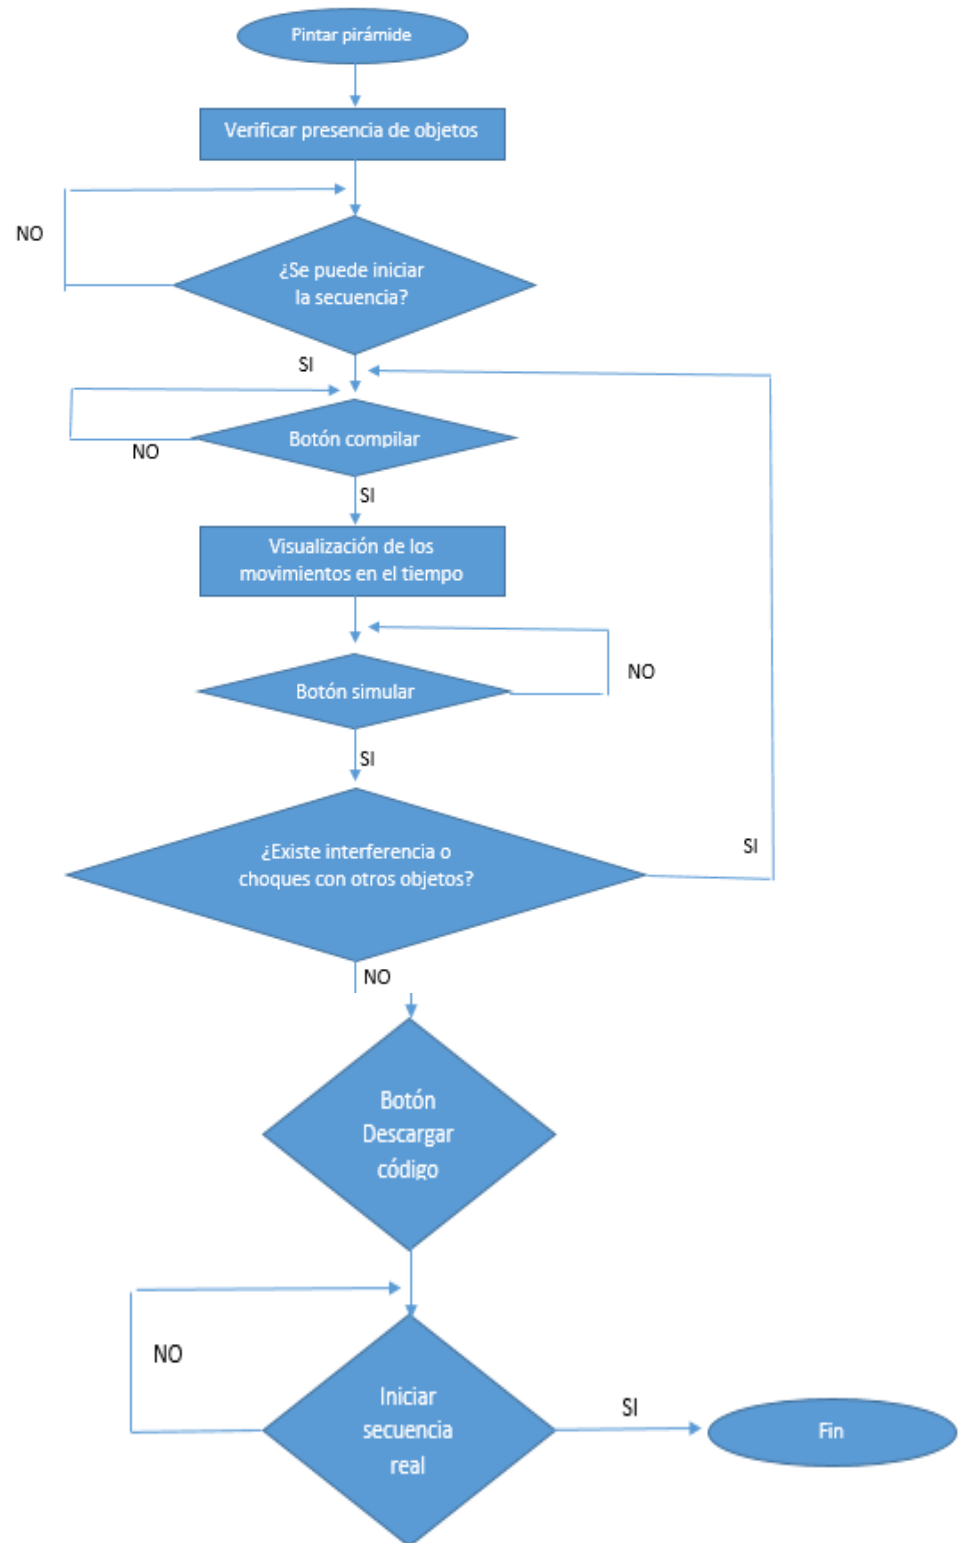 Pintar pirámide
Verificar presencia de objetos
NO
¿Se puede iniciar
la secuencia?
SI
Botón compilar
NO
SI
Visualización de los
movimientos en el tiempo
NO
Botón simular
SI
¿Existe interferencia o
choques con otros objetos?
SI
NO
Botón
Descargar
código
NO
Iniciar
secuencia
real
SI
Fin